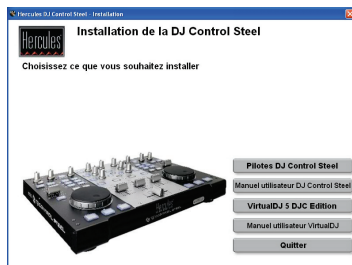 Hercules DJ Control Steel - Installation
Hercules
Installation de la DJ Control Steel
Choisissez ce que vous souhaitez installer
Pilotes DJ Control Steel
Manuel utilisateur DJ Control Steel
VirtualDJ 5 DJC Edition
Manuel utilisateur VirtualDJ
Quitter